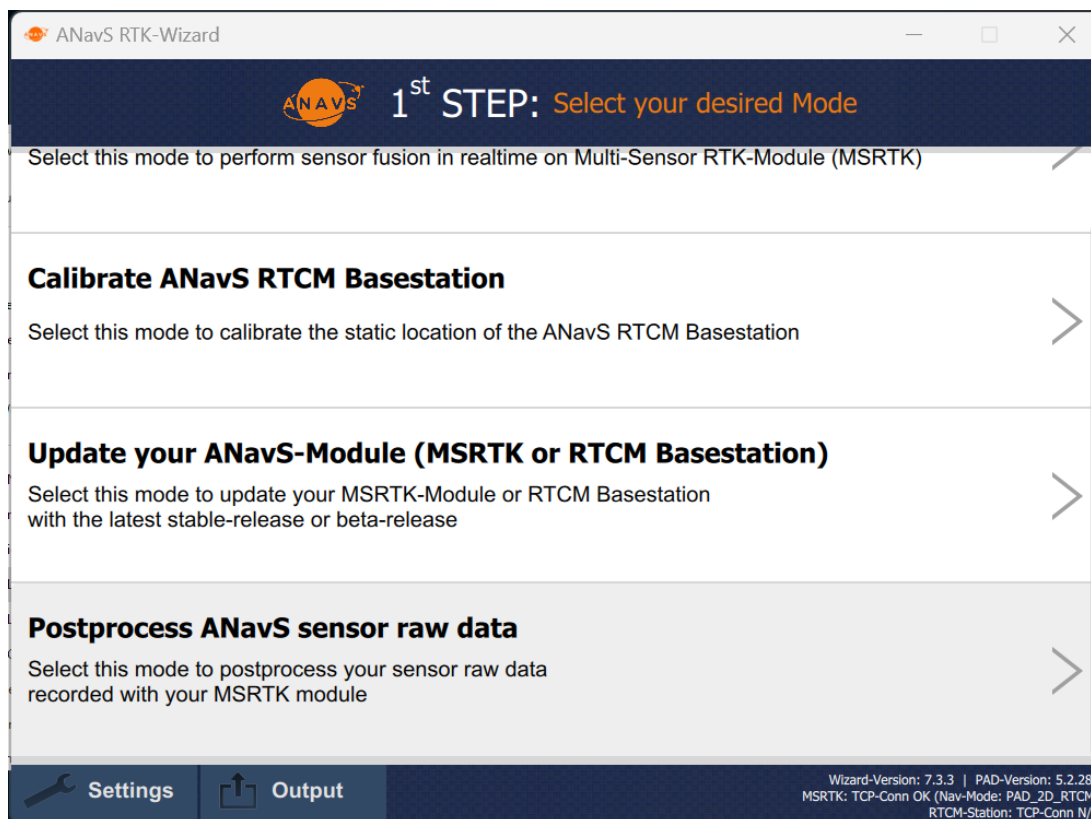 ANavS RTK-Wizard
ANAVS 1st STEP: Select your desired Mode
Select this mode to perform sensor fusion in realtime on Multi-Sensor RTK-Module (MSRTK)
Calibrate ANavS RTCM Basestation
Select this mode to calibrate the static location of the ANavS RTCM Basestation
Update your ANavS-Module (MSRTK or RTCM Basestation)
Select this mode to update your MSRTK-Module or RTCM Basestation
with the latest stable-release or beta-release
Postprocess ANavS sensor raw data
Select this mode to postprocess your sensor raw data
recorded with your MSRTK module
Settings
Output
Wizard-Version: 7.3.3 | PAD-Version: 5.2.28
MSRTK: TCP-Conn OK (Nav-Mode: PAD_2D_RTCM
RTCM-Station: TCP-Conn N/